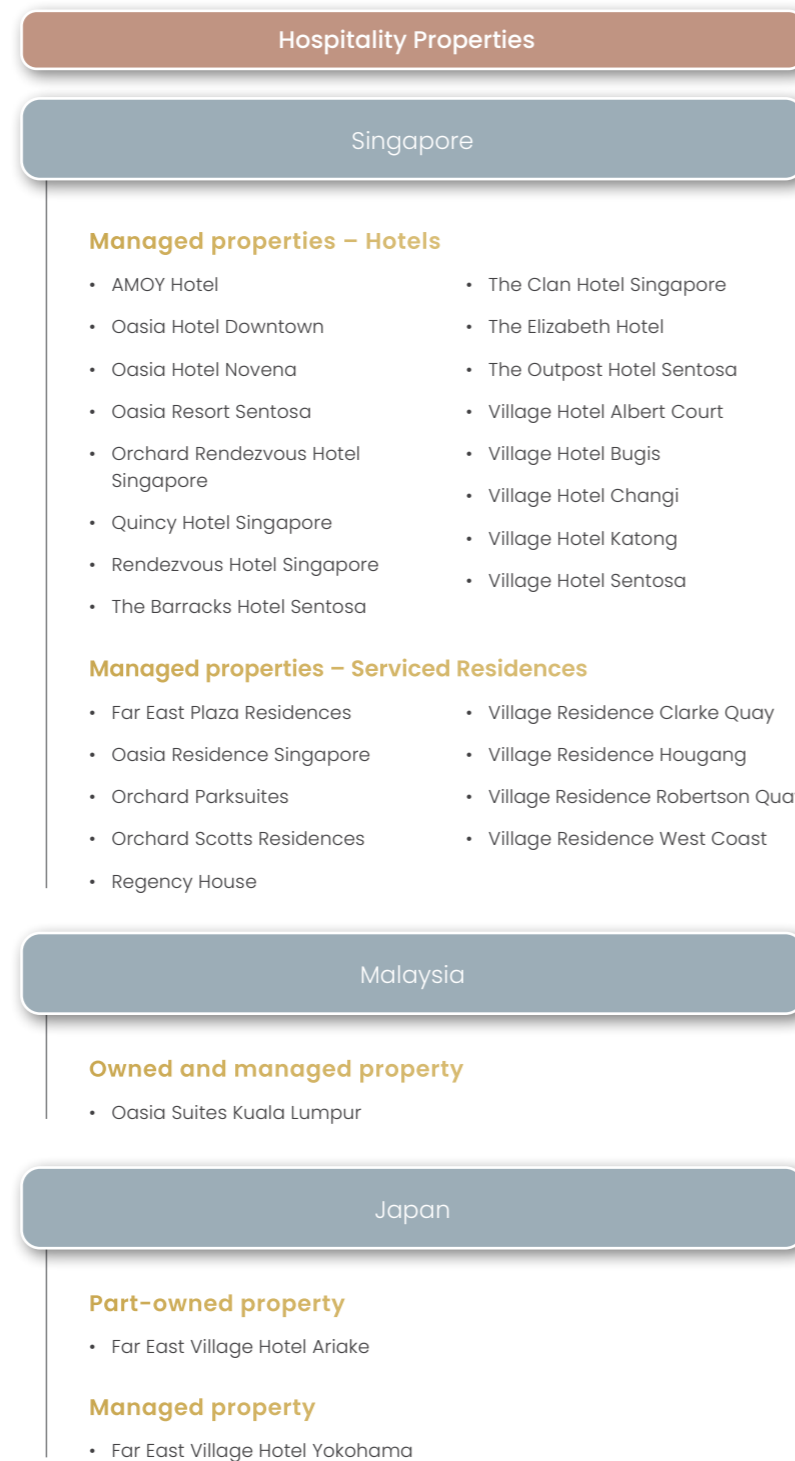 Hospitality Properties
Singapore
Managed properties – Hotels
• AMOY Hotel
• Oasia Hotel Downtown
• Oasia Hotel Novena
• Oasia Resort Sentosa
• Orchard Rendezvous Hotel
Singapore
• Quincy Hotel Singapore
• Rendezvous Hotel Singapore
• The Barracks Hotel Sentosa
• The Clan Hotel Singapore
• The Elizabeth Hotel
• The Outpost Hotel Sentosa
• Village Hotel Albert Court
• Village Hotel Bugis
• Village Hotel Changi
• Village Hotel Katong
• Village Hotel Sentosa
Managed properties – Serviced Residences
• Far East Plaza Residences
• Oasia Residence Singapore
• Orchard Parksuites
• Orchard Scotts Residences
• Regency House
• Village Residence Clarke Quay
• Village Residence Hougang
• Village Residence Robertson
• Village Residence West Coast
Malaysia
Owned and managed property
• Oasia Suites Kuala Lumpur
Japan
Part-owned property
• Far East Village Hotel Ariake
Managed property
• Far East Village Hotel Yokohama